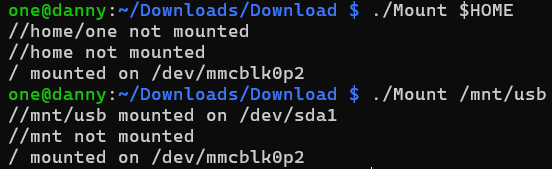 one@danny:~/Downloads/Download $ ./Mount $HOME
//home/one not mounted
//home not mounted
/ mounted on /dev/mmcblk0p2
one@danny:~/Downloads/Download $ ./Mount /mnt/usb
//mnt/usb mounted on /dev/sda1
//mnt not mounted
/ mounted on /dev/mmcblk0p2